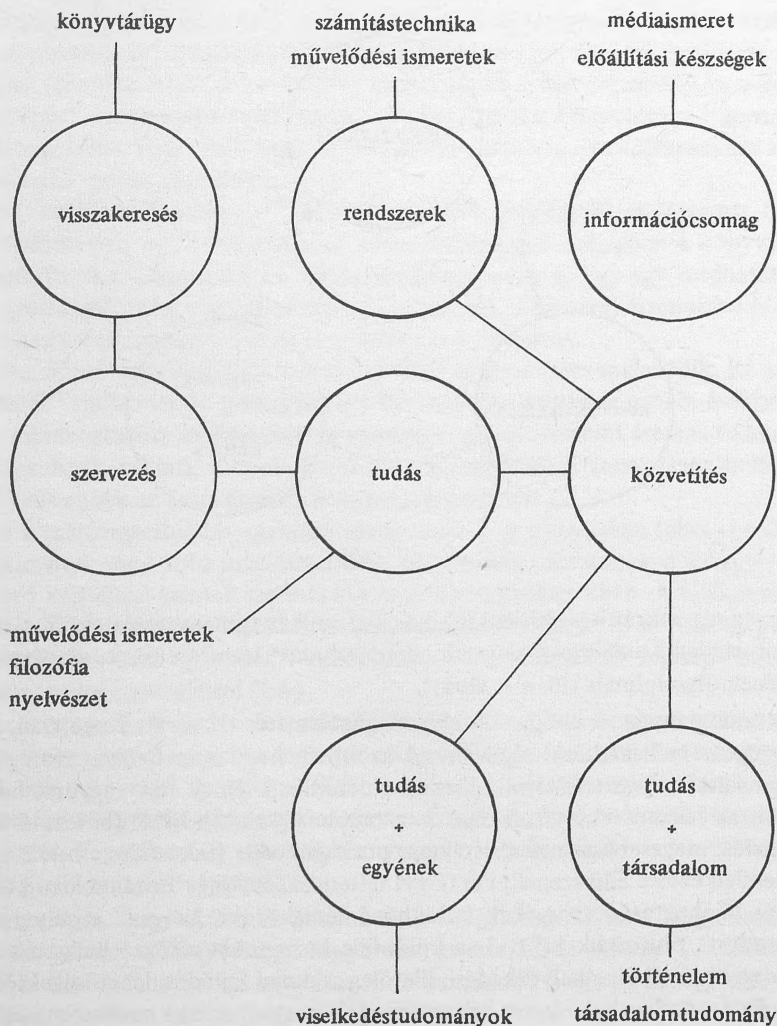 könyvtárügy
számítástechnika
művelődési ismeretek
médiaismeret
előállítási készségek
visszakeresés
rendszerek
információcsomag
szervezés
tudás
közvetítés
művelődési ismeretek
filozófia
nyelvészet
tudás
+
egyének
tudás
+
társadalom
viselkedéstudományok
történelem
társadalomtudomány